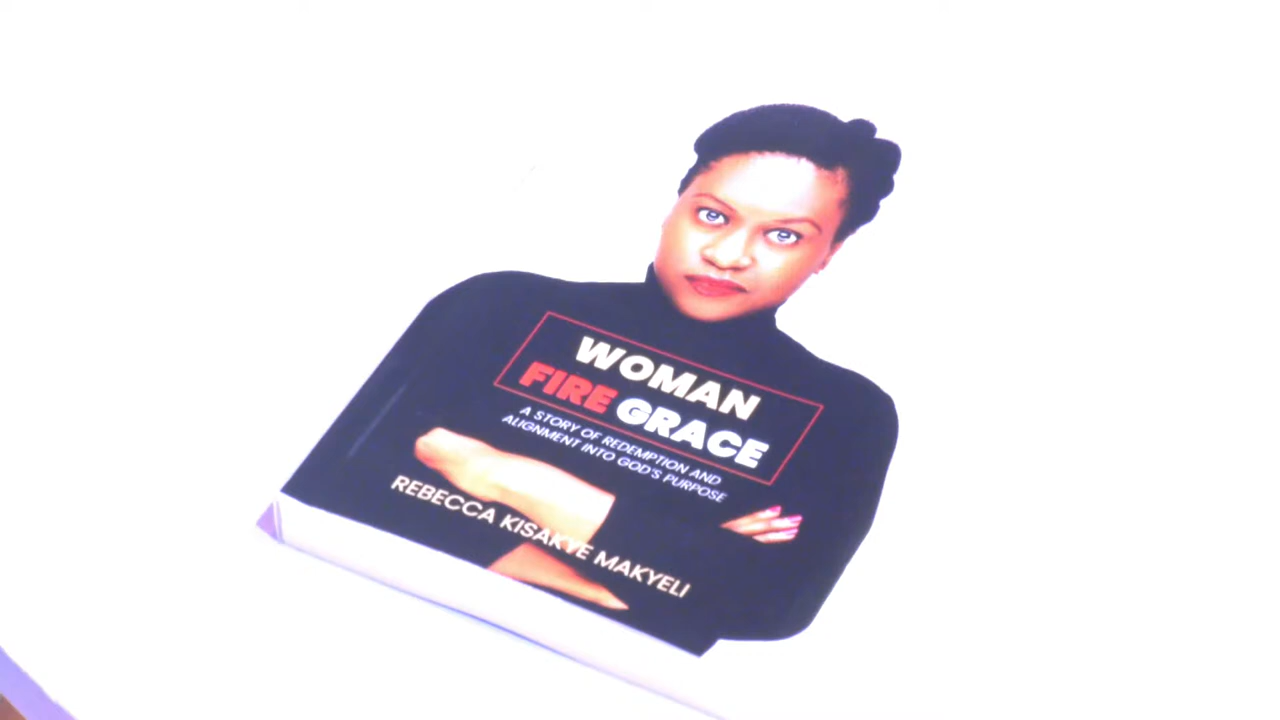 WOMAN
FIRE GRACE
A STORY OF REDEMPTION AND
ALIGNMENT INTO GOD'S PURPOSE
REBECCA KISAKYE MAKYELI